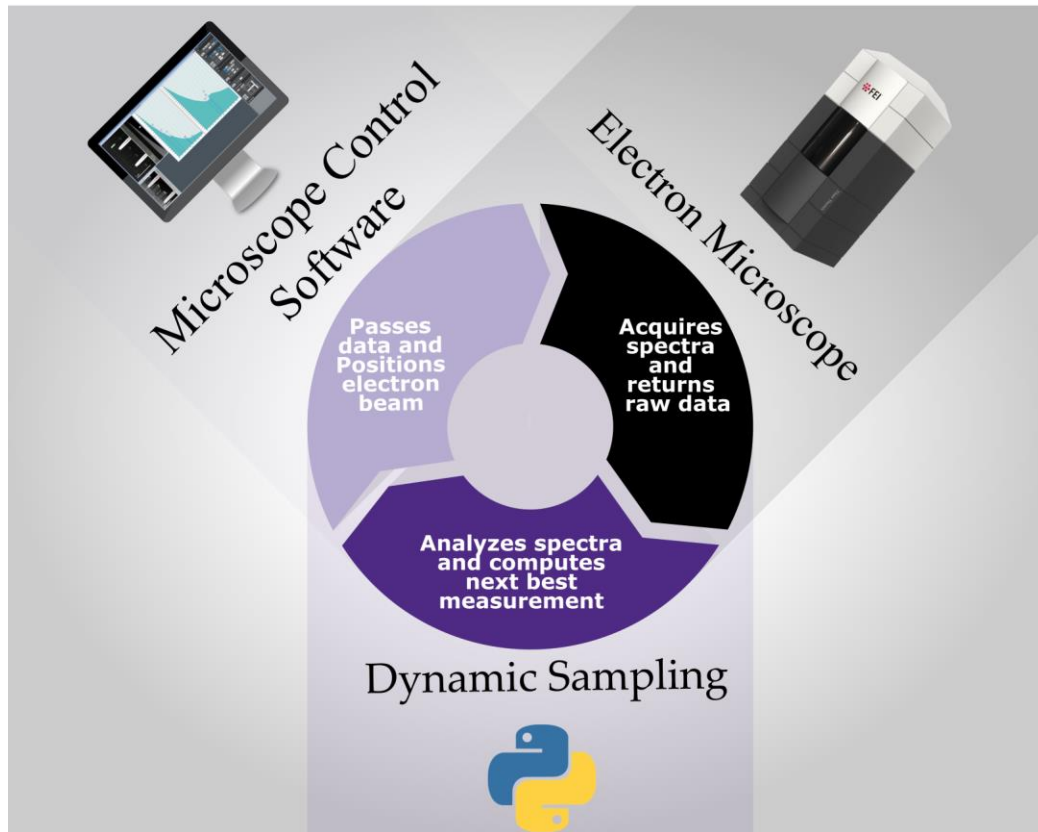 Microscope Control
Software
FEI
Electron Microscope
Passes
data and
Positions
electron
beam
Acquires
spectra
and
returns
raw data
Analyzes spectra
and computes
next best
measurement
Dynamic Sampling